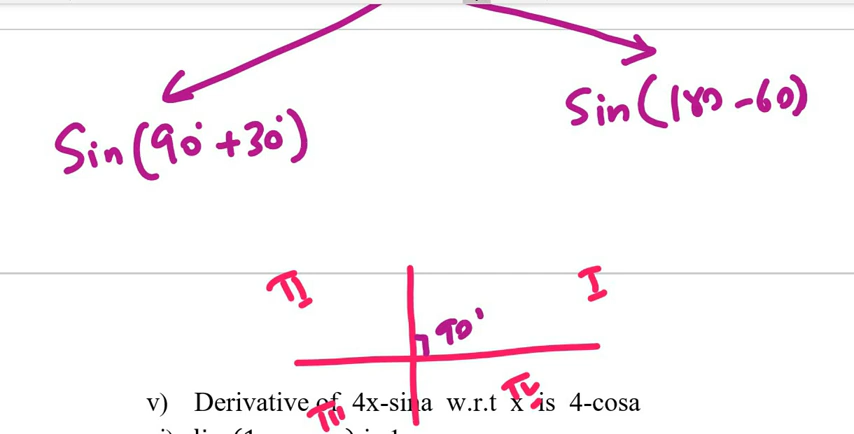 Sin(90°+30°)
Sin(180-60)
II
I
90°
v) Derivative of 4x-sina w.r.t x is 4-cosa
III
IV